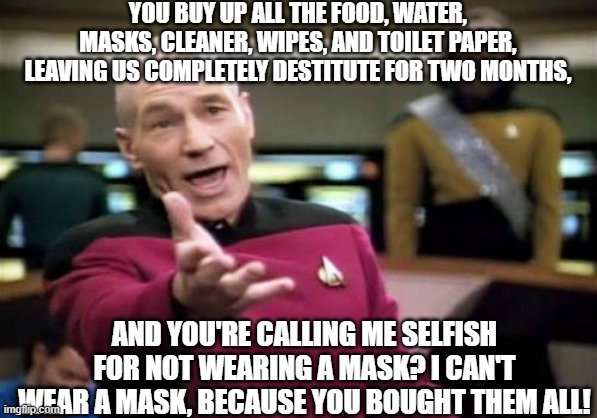 YOU BUY UP ALL THE FOOD, WATER,
MASKS, CLEANER, WIPES, AND TOILET PAPER,
LEAVING US COMPLETELY DESTITUTE FOR TWO MONTHS,
AND YOU'RE CALLING ME SELFISH
FOR NOT WEARING A MASK? I CAN'T
WEAR A MASK, BECAUSE YOU BOUGHT THEM ALL!
imgflip.com